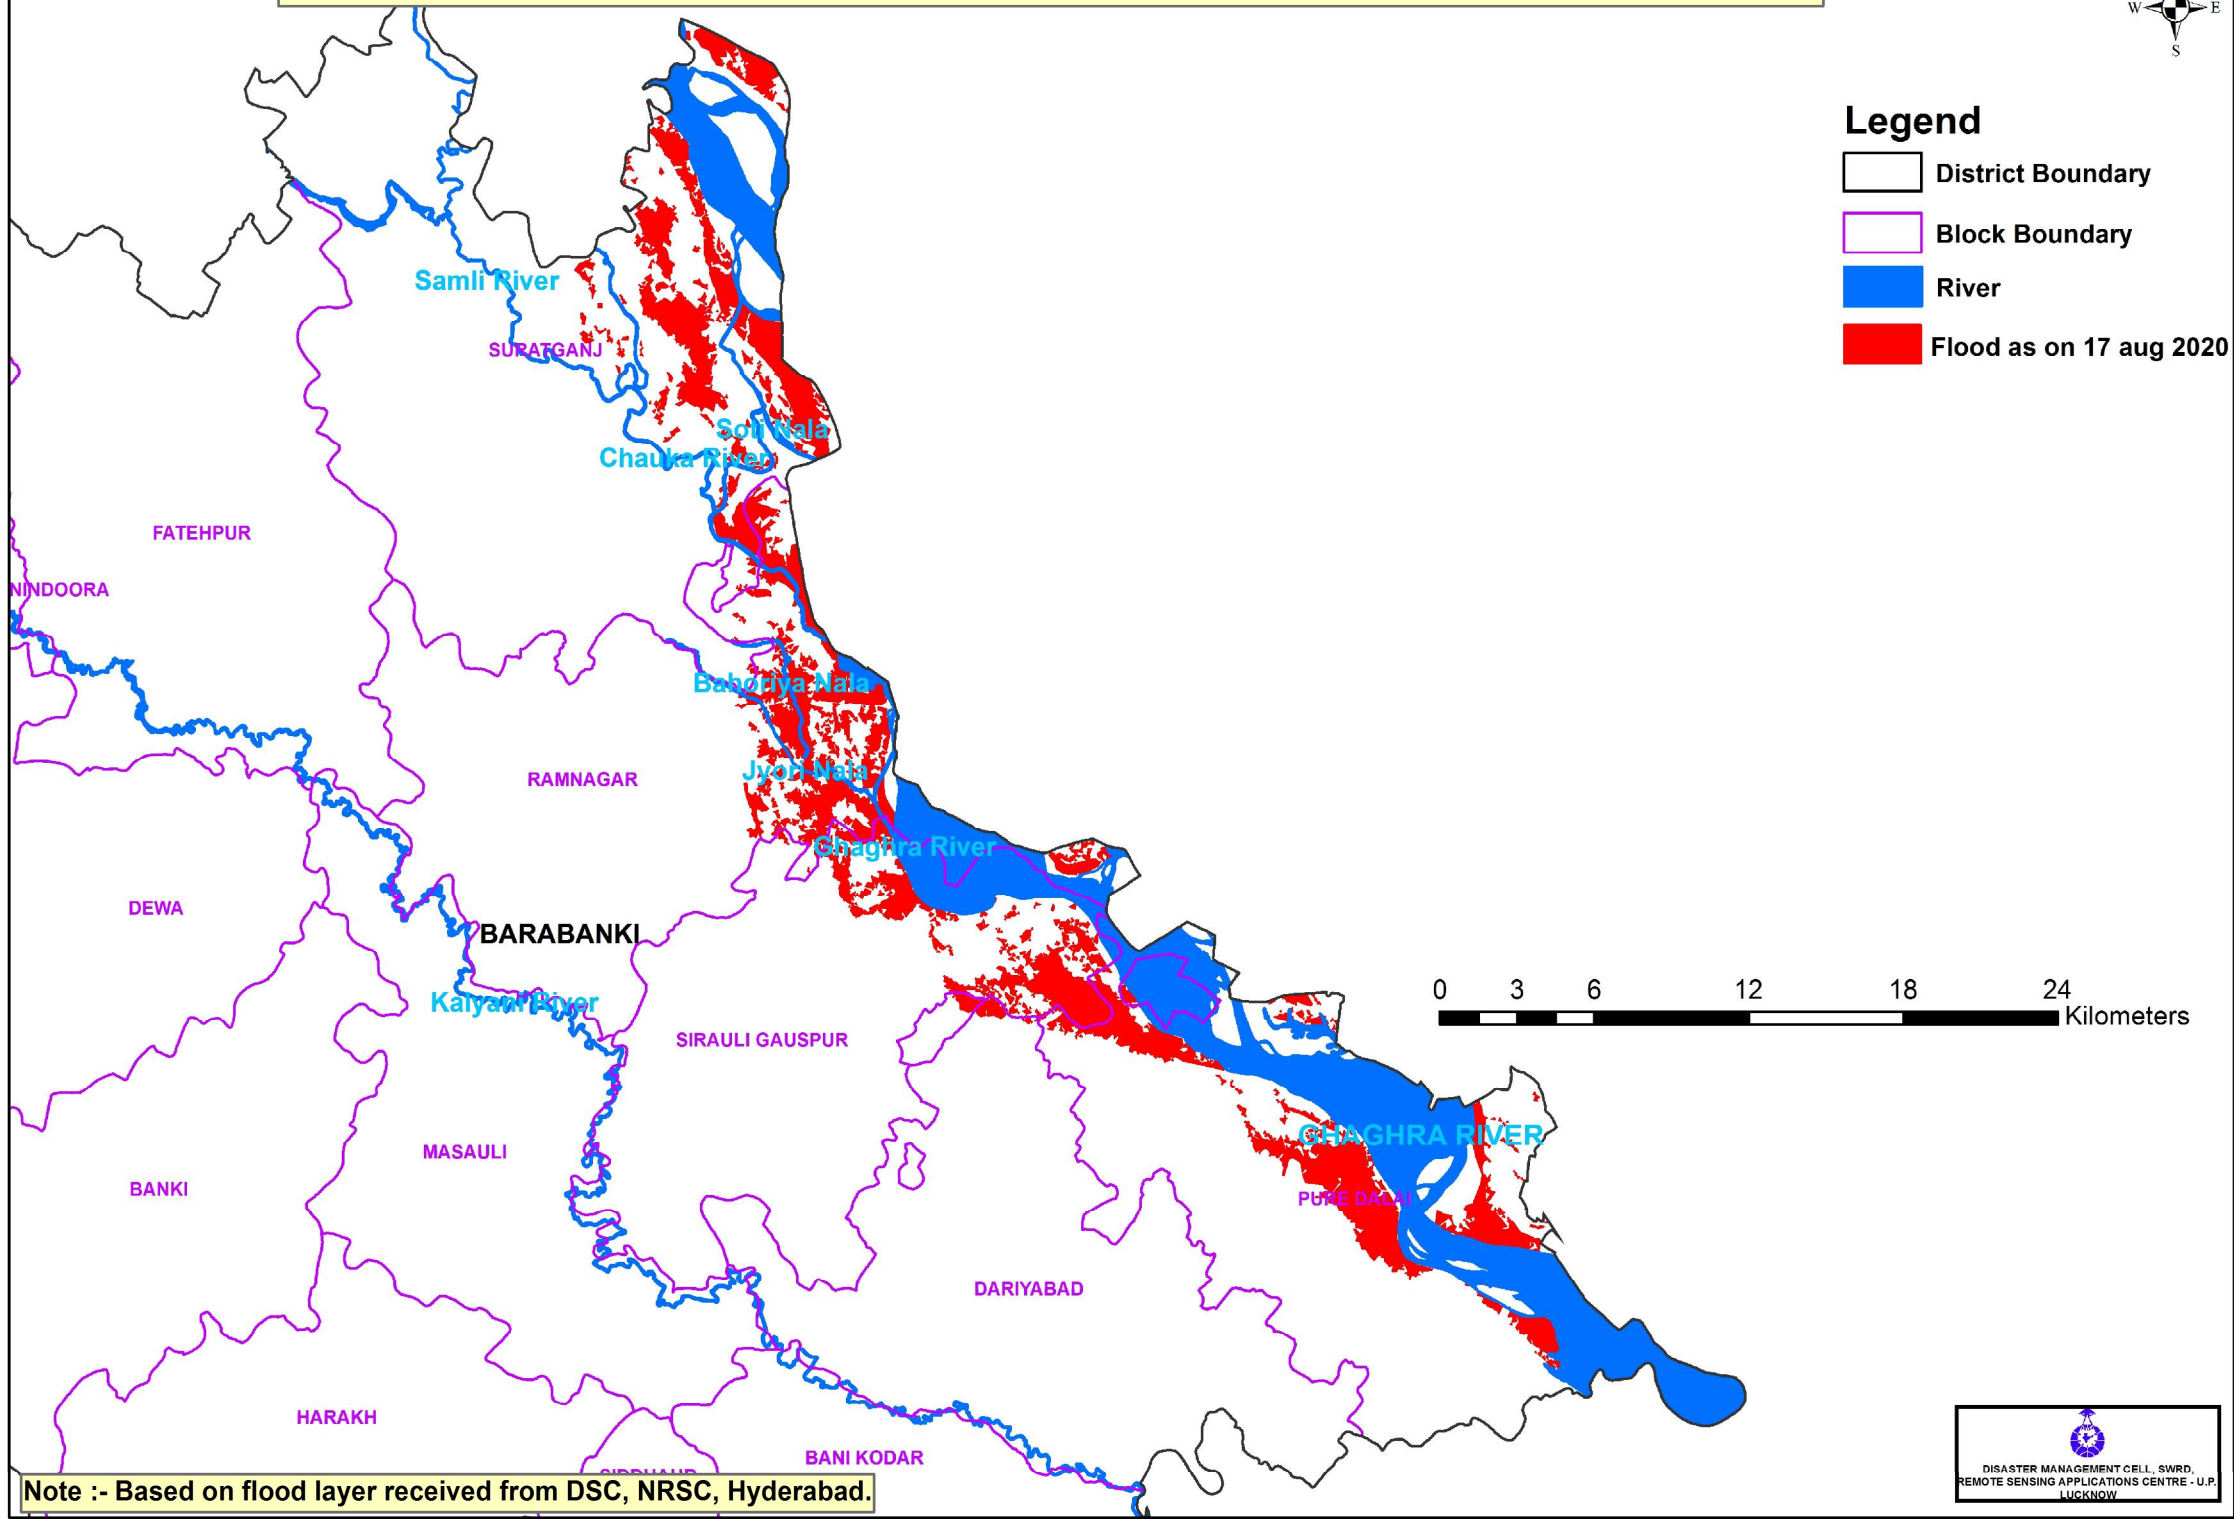 W E
S
Legend
District Boundary
Block Boundary
River
Flood as on 17 aug 2020
Samli River
SURATGANJ
Soti Nala
Chauka River
FATEHPUR
NINDOORA
Bahoriya Nala
Jyori Nala
RAMNAGAR
Ghaghra River
DEWA
BARABANKI
Kalyani River
SIRAULI GAUSPUR
0 3 6 12 18 24
Kilometers
GHAGHRA RIVER
MASAULI
BANKI
PURE DALAI
DARIYABAD
HARAKH
BANI KODAR
SIDDHAUR
Note :- Based on flood layer received from DSC, NRSC, Hyderabad.
DISASTER MANAGEMENT CELL, SWRD,
REMOTE SENSING APPLICATIONS CENTRE - U.P.
LUCKNOW